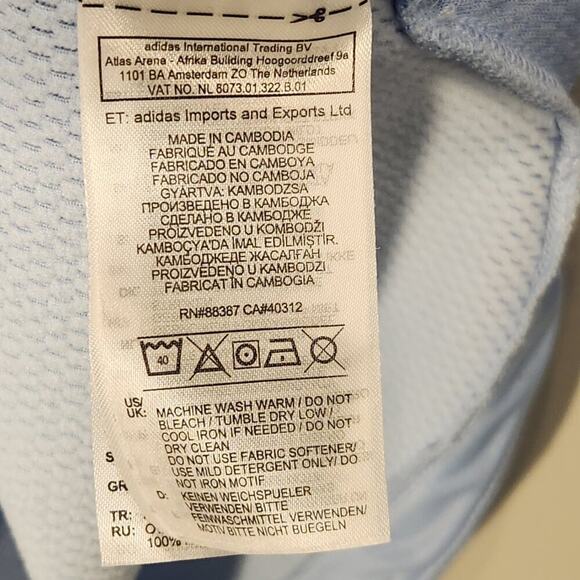 adidas International Trading BV
Atlas Arena - Afrika Building Hoogoorddreef 9a
1101 BA Amsterdam ZO The Netherlands
VAT NO. NL 8073.01.322.B.01
ET: adidas Imports and Exports Ltd
MADE IN CAMBODIA
FABRIQUÉ AU CAMBODGE
FABRICADO EN CAMBOYA
FABRICADO NO CAMBOJA
GYÁRTVA: KAMBODZSA
ПРОИЗВЕДЕНО В КАМБОДЖА
СДЕЛАНО В КАМБОДЖЕ
PROIZVEDENO U KOMBODŽI
KAMBOÇYA'DA İMAL EDİLMİŞTİR.
КАМБОДЖЕДЕ ЖАСАЛҒАН
PROIZVEDENO U KAMBODZI
FABRICAT ÎN CAMBOGIA
RN#88387 CA#40312
40
US/
UK: MACHINE WASH WARM / DO NOT
BLEACH / TUMBLE DRY LOW /
COOL IRON IF NEEDED / DO NOT
DRY CLEAN
S DO NOT USE FABRIC SOFTENER/
USE MILD DETERGENT ONLY/ DO
GR NOT IRON MOTIF
D: KEINEN WEICHSPUELER
TR: VERWENDEN/ BITTE
FEINWASCHMITTEL VERWENDEN/
RU: MOTIV BITTE NICHT BUEGELN
100%